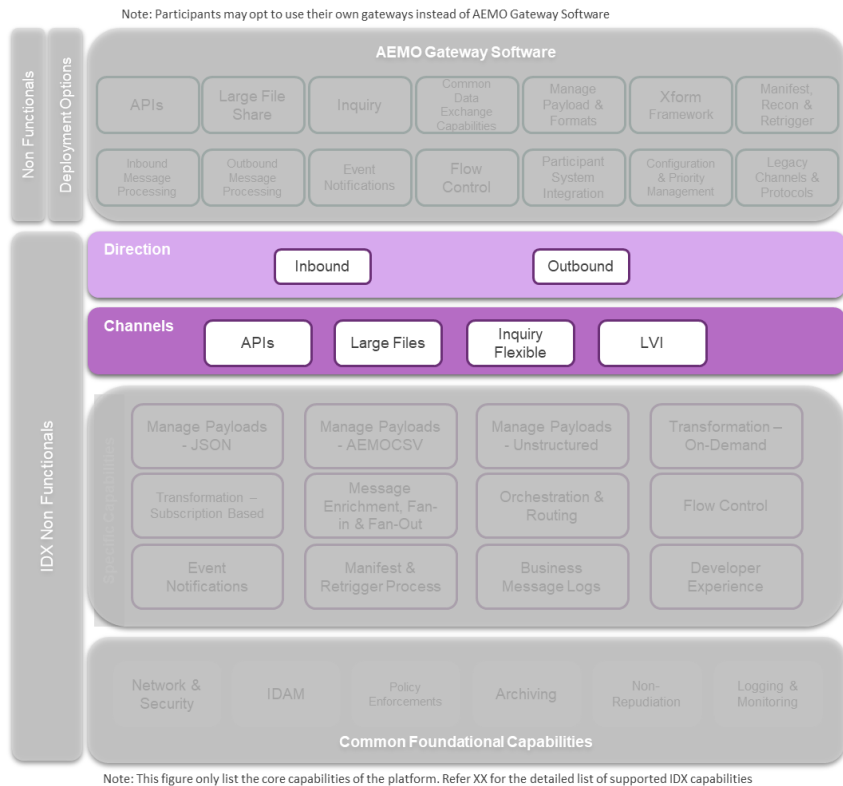 Note: Participants may opt to use their own gateways instead of AEMO Gateway Software
Non Functionals
Deployment Options
AEMO Gateway Software
APIs
Large File
Share
Inquiry
Common
Data
Exchange
Capabilities
Manage
Payload &
Formats
Xform
Framework
Manifest,
Recon &
Retrigger
Inbound
Message
Processing
Outbound
Message
Processing
Event
Notifications
Flow
Control
Participant
System
Integration
Configuration
& Priority
Management
Legacy
Channels &
Protocols
IDX Non Functionals
Direction
Inbound
Outbound
Channels
APIs
Large Files
Inquiry
Flexible
LVI
Specific Capabilities
Manage Payloads
- JSON
Manage Payloads
- AEMOCSV
Manage Payloads
- Unstructured
Transformation –
On-Demand
Transformation –
Subscription Based
Message
Enrichment, Fan-
in & Fan-Out
Orchestration &
Routing
Flow Control
Event
Notifications
Manifest &
Retrigger Process
Business
Message Logs
Developer
Experience
Network &
Security
IDAM
Policy
Enforcements
Archiving
Non-
Repudiation
Logging &
Monitoring
Common Foundational Capabilities
Note: This figure only list the core capabilities of the platform. Refer XX for the detailed list of supported IDX capabilities